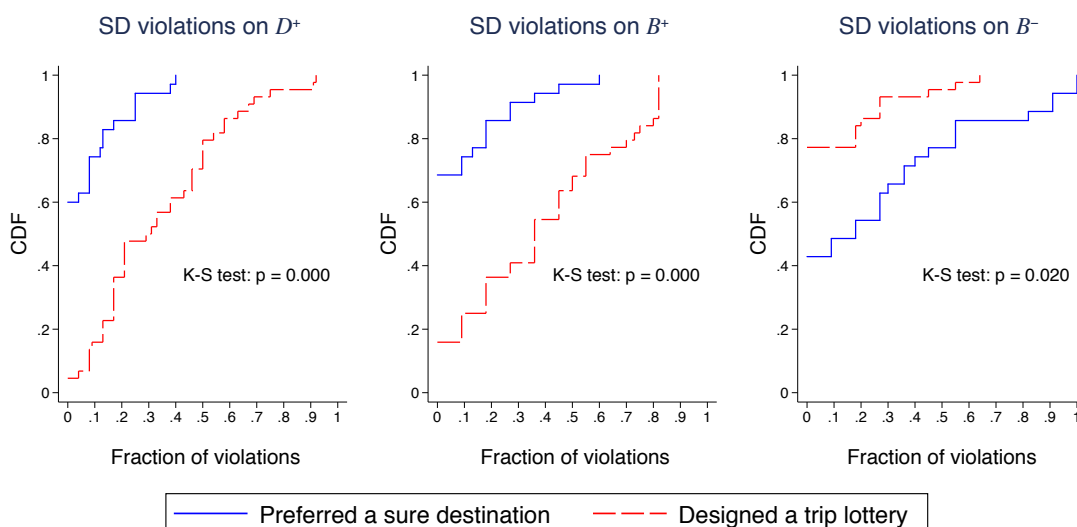 SD violations on D⁺
SD violations on B⁺
SD violations on B⁻
CDF
1
.8
.6
.4
.2
0
K-S test: p = 0.000
0 .1 .2 .3 .4 .5 .6 .7 .8 .9 1
Fraction of violations
CDF
1
.8
.6
.4
.2
0
K-S test: p = 0.000
0 .1 .2 .3 .4 .5 .6 .7 .8 .9 1
Fraction of violations
CDF
1
.8
.6
.4
.2
0
K-S test: p = 0.020
0 .1 .2 .3 .4 .5 .6 .7 .8 .9 1
Fraction of violations
Preferred a sure destination
Designed a trip lottery